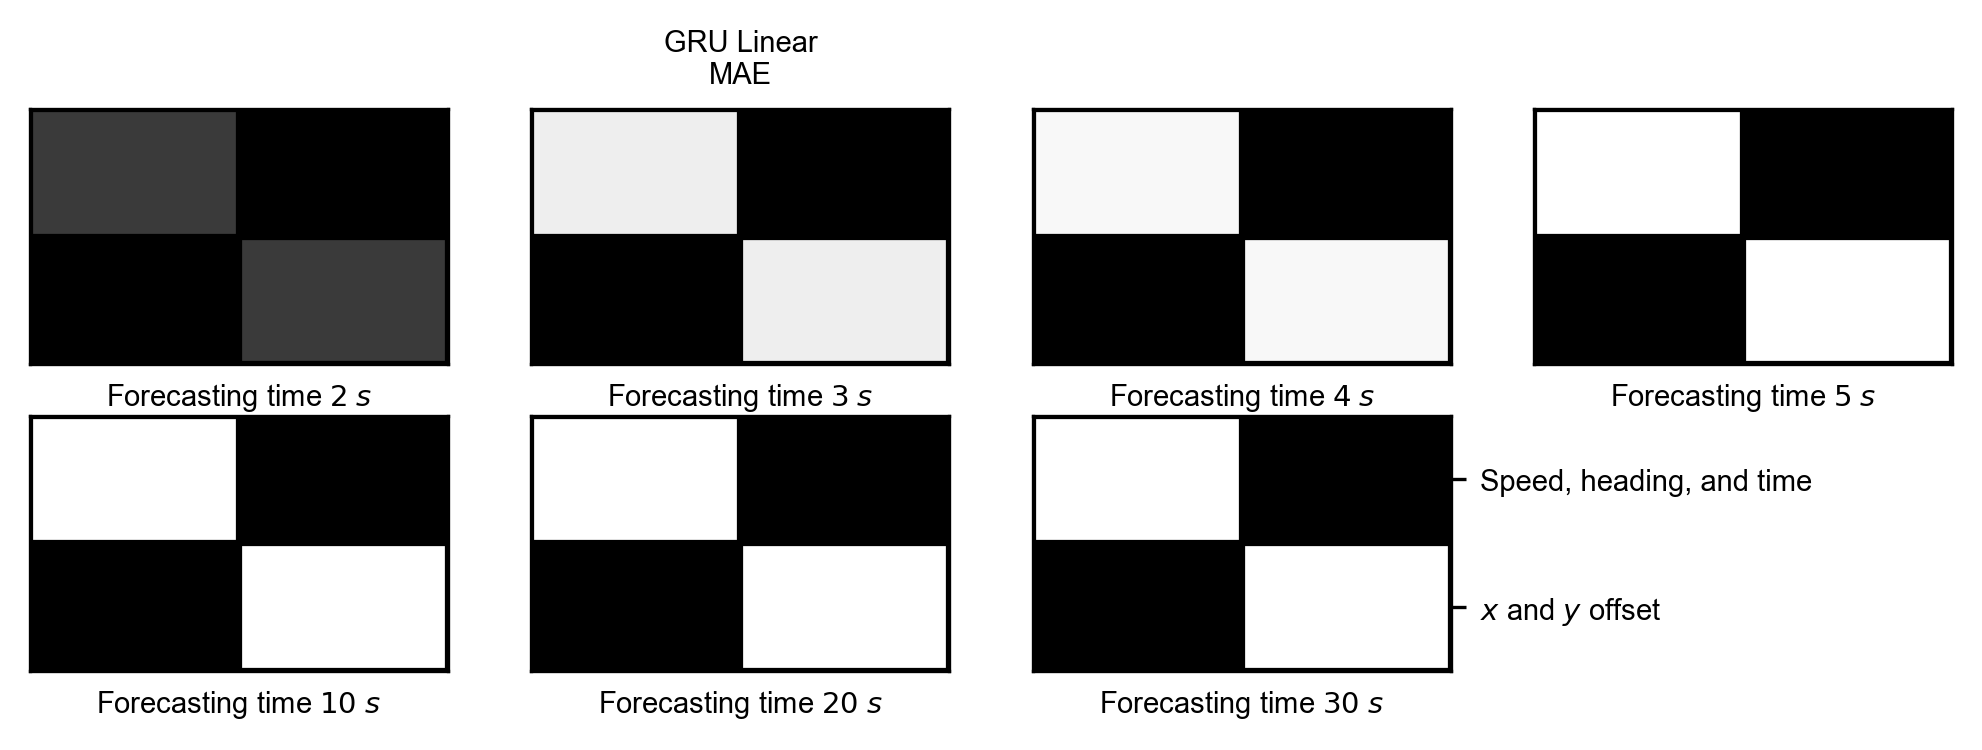 GRU Linear
MAE
Forecasting time 2 s
Forecasting time 3 s
Forecasting time 4 s
Forecasting time 5 s
Speed, heading, and time
x and y offset
Forecasting time 10 s
Forecasting time 20 s
Forecasting time 30 s